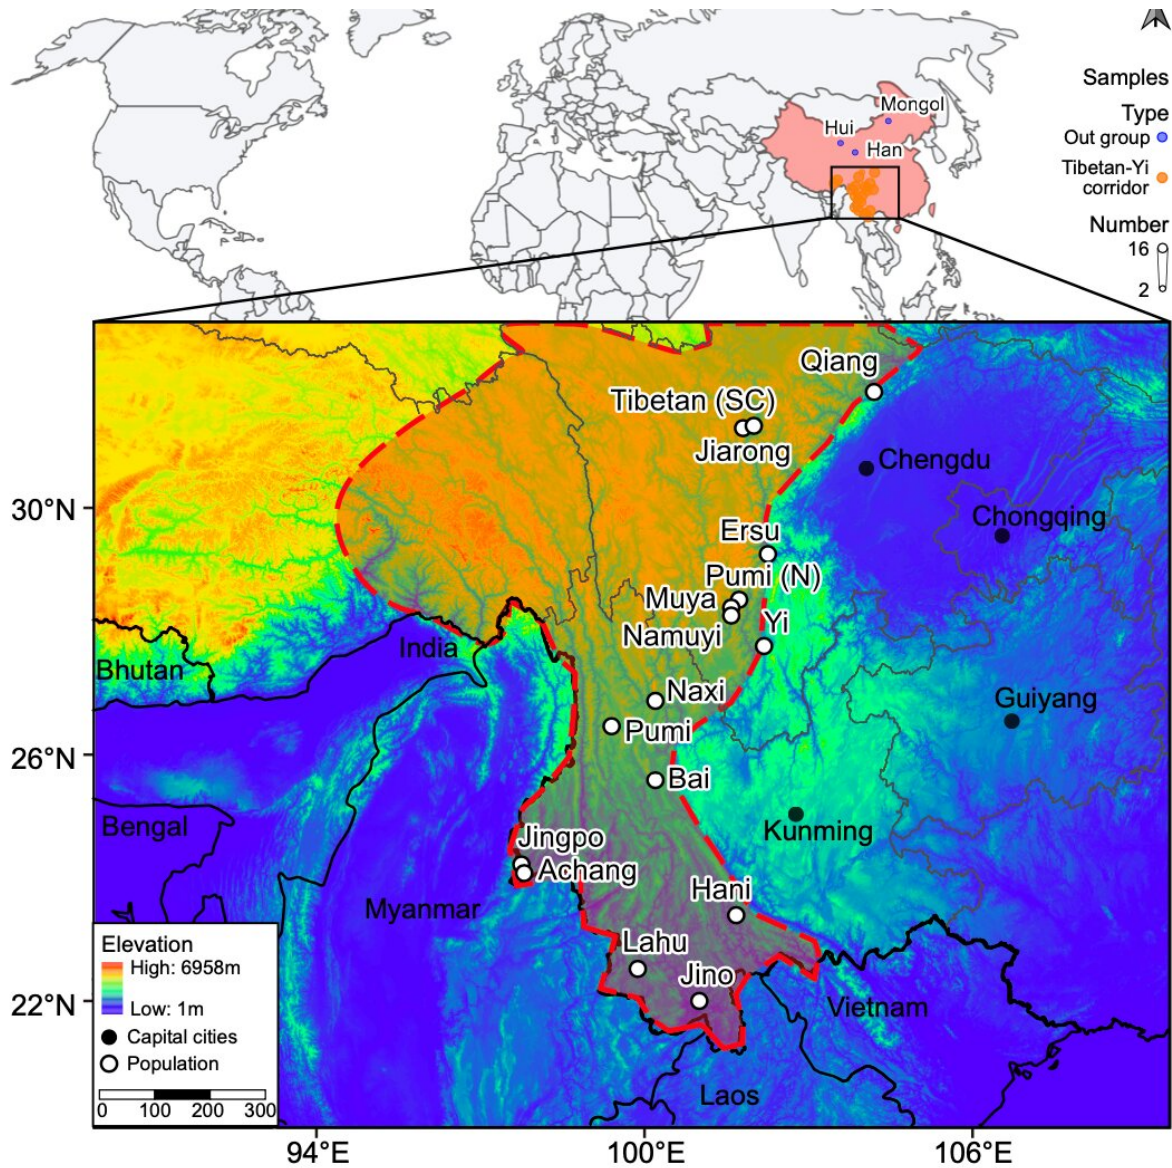 Mongol
Hui
Han
Samples
Type
Out group
Tibetan-Yi
corridor
Number
16
2
Qiang
Tibetan (SC)
Jiarong
Chengdu
30°N
Chongqing
Ersu
Pumi (N)
Muya
Namuyi
Yi
India
Bhutan
Naxi
Guiyang
Pumi
26°N
Bai
Bengal
Kunming
Jingpo
Achang
Hani
Myanmar
Elevation
High: 6958m
Low: 1m
Lahu
Jino
22°N
Vietnam
Capital cities
Population
Laos
0 100 200 300
94°E 100°E 106°E